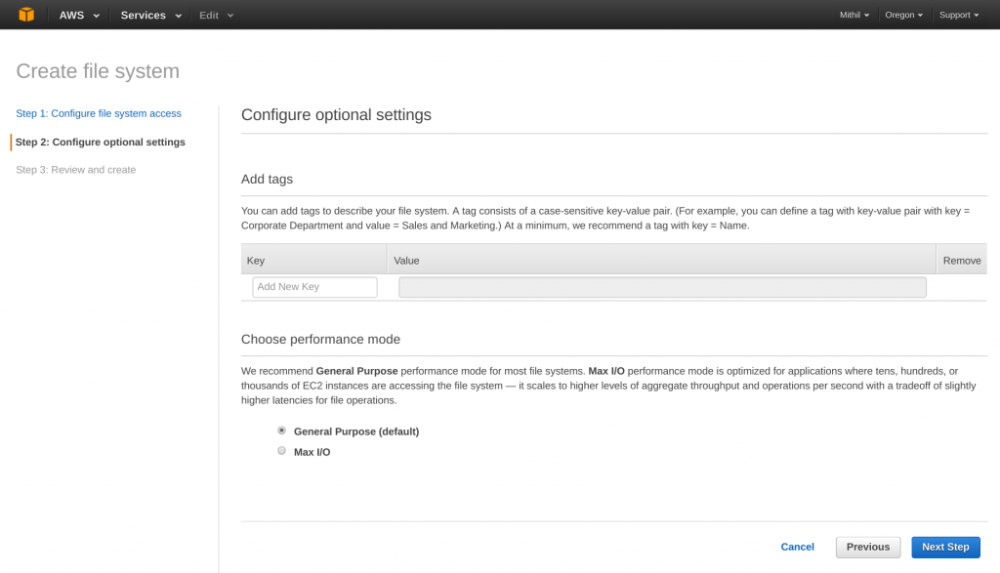 AWS Services Edit Mithil Oregon Support
Create file system
Step 1: Configure file system access
Step 2: Configure optional settings
Step 3: Review and create
Configure optional settings
Add tags
You can add tags to describe your file system. A tag consists of a case-sensitive key-value pair. (For example, you can define a tag with key-value pair with key =
Corporate Department and value = Sales and Marketing.) At a minimum, we recommend a tag with key = Name.
Key Value Remove
Add New Key
Choose performance mode
We recommend General Purpose performance mode for most file systems. Max I/O performance mode is optimized for applications where tens, hundreds, or
thousands of EC2 instances are accessing the file system — it scales to higher levels of aggregate throughput and operations per second with a tradeoff of slightly
higher latencies for file operations.
General Purpose (default)
Max I/O
Cancel Previous Next Step